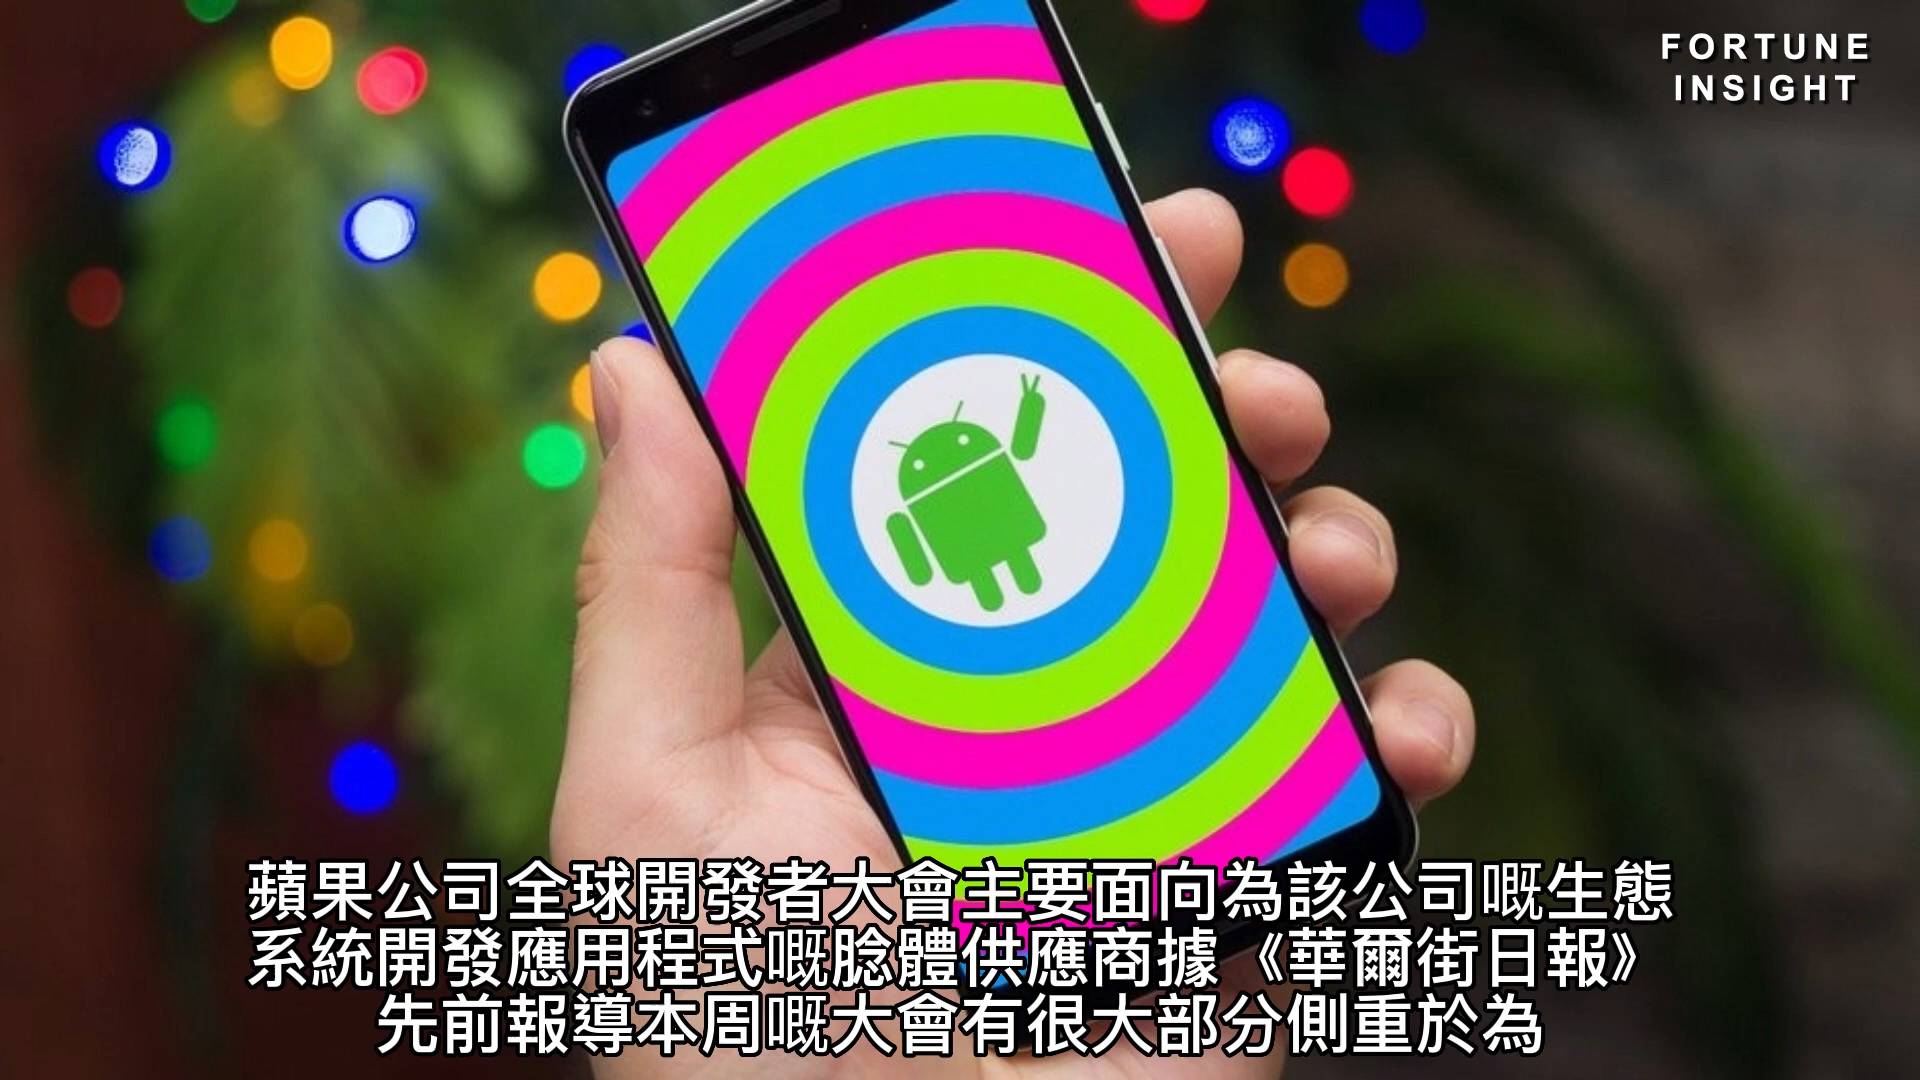 FORTUNE
INSIGHT
蘋果公司全球開發者大會主要面向為該公司嘅生態
系統開發應用程式嘅腍體供應商據《華爾街日報》
先前報導本周嘅大會有很大部分側重於為